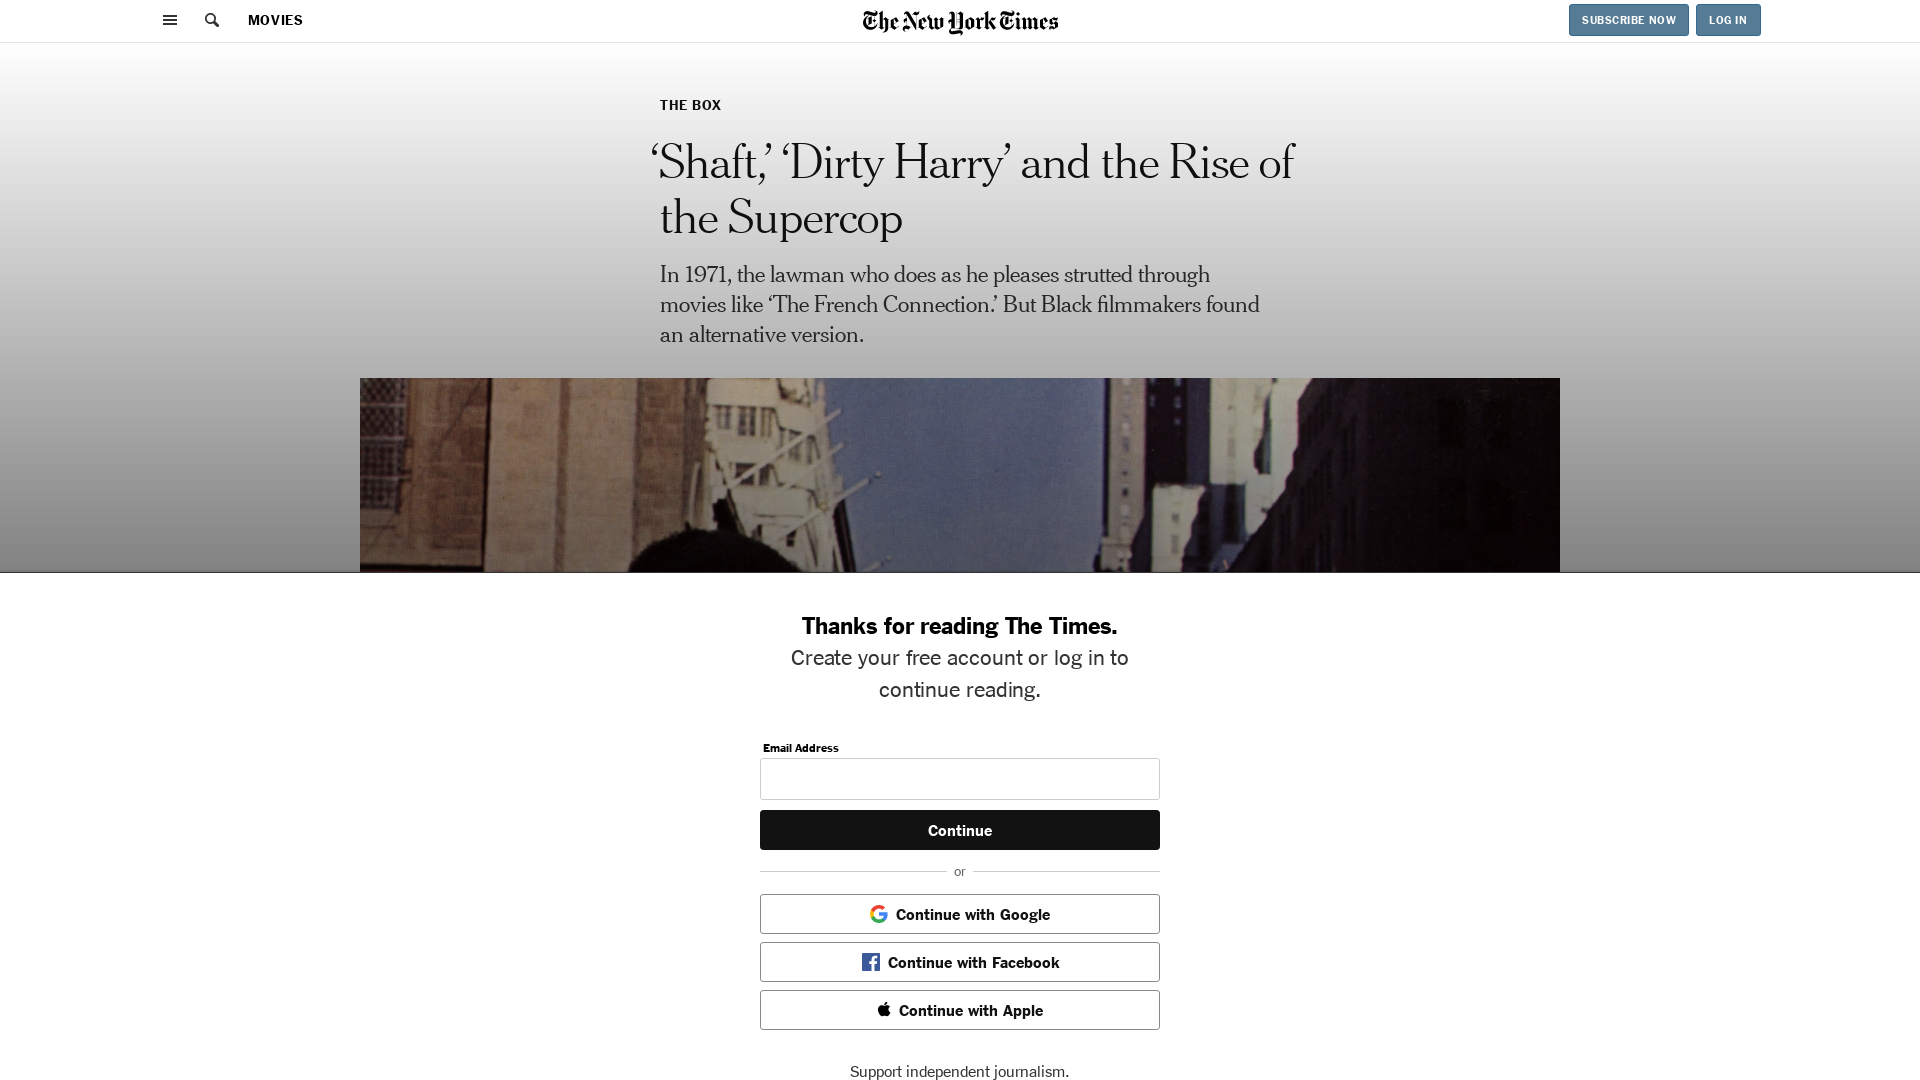 MOVIES
The New York Times
SUBSCRIBE NOW
LOG IN
THE BOX
‘Shaft,’ ‘Dirty Harry’ and the Rise of
the Supercop
In 1971, the lawman who does as he pleases strutted through
movies like ‘The French Connection.’ But Black filmmakers found
an alternative version.
Thanks for reading The Times.
Create your free account or log in to
continue reading.
Email Address
Continue
or
Continue with Google
Continue with Facebook
Continue with Apple
Support independent journalism.